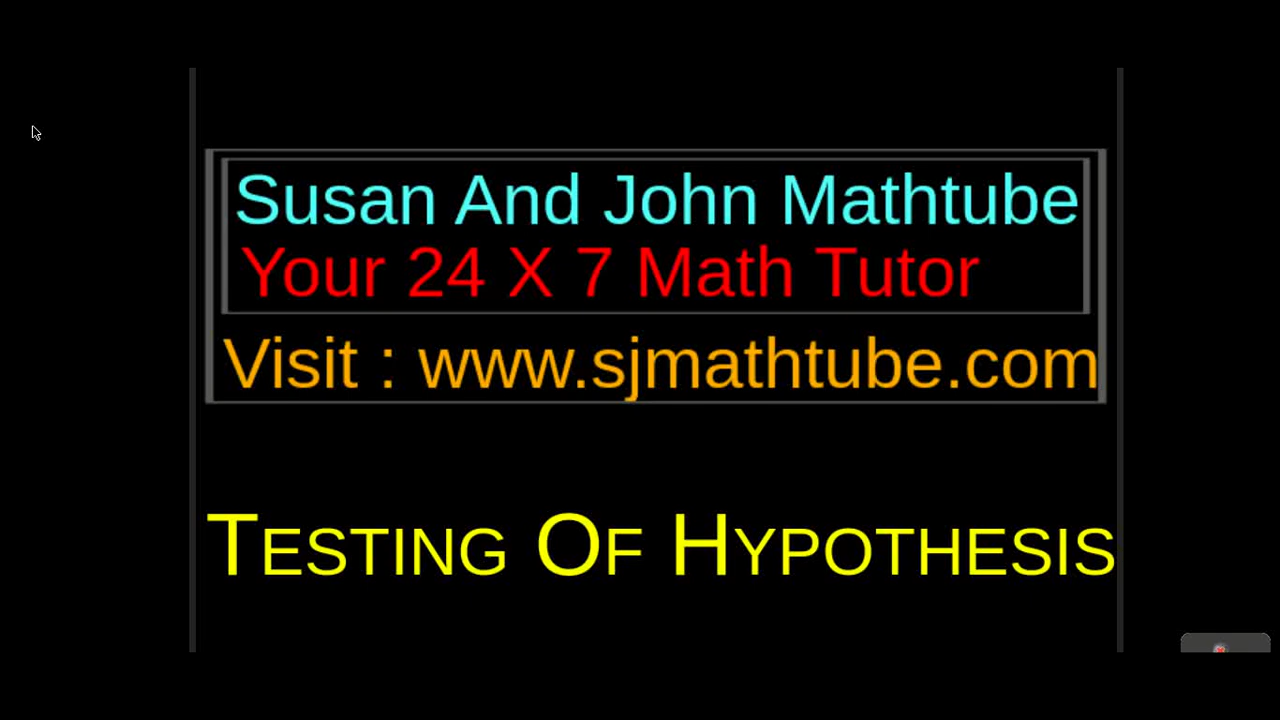 Susan And John Mathtube
Your 24 X 7 Math Tutor
Visit : www.sjmathtube.com
TESTING OF HYPOTHESIS